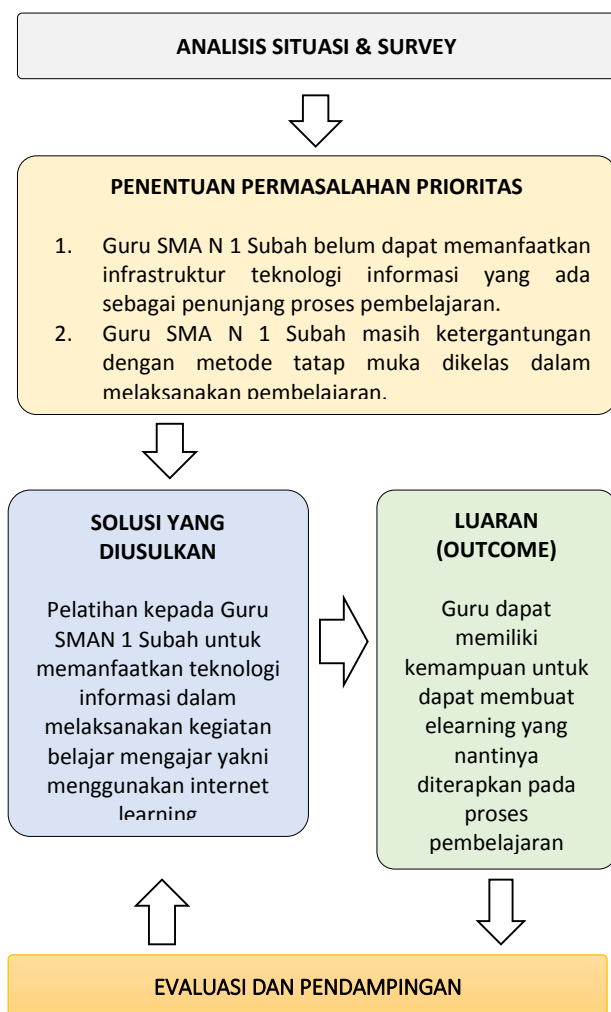 ANALISIS SITUASI & SURVEY
PENENTUAN PERMASALAHAN PRIORITAS
1. Guru SMA N 1 Subah belum dapat memanfaatkan
infrastruktur teknologi informasi yang ada
sebagai penunjang proses pembelajaran.
2. Guru SMA N 1 Subah masih ketergantungan
dengan metode tatap muka dikelas dalam
melaksanakan pembelajaran.
SOLUSI YANG
DIUSULKAN
Pelatihan kepada Guru
SMAN 1 Subah untuk
memanfaatkan teknologi
informasi dalam
melaksanakan kegiatan
belajar mengajar yakni
menggunakan internet
learning
LUARAN
(OUTCOME)
Guru dapat
memiliki
kemampuan untuk
dapat membuat
elearning yang
nantinya
diterapkan pada
proses
pembelajaran
EVALUASI DAN PENDAMPINGAN